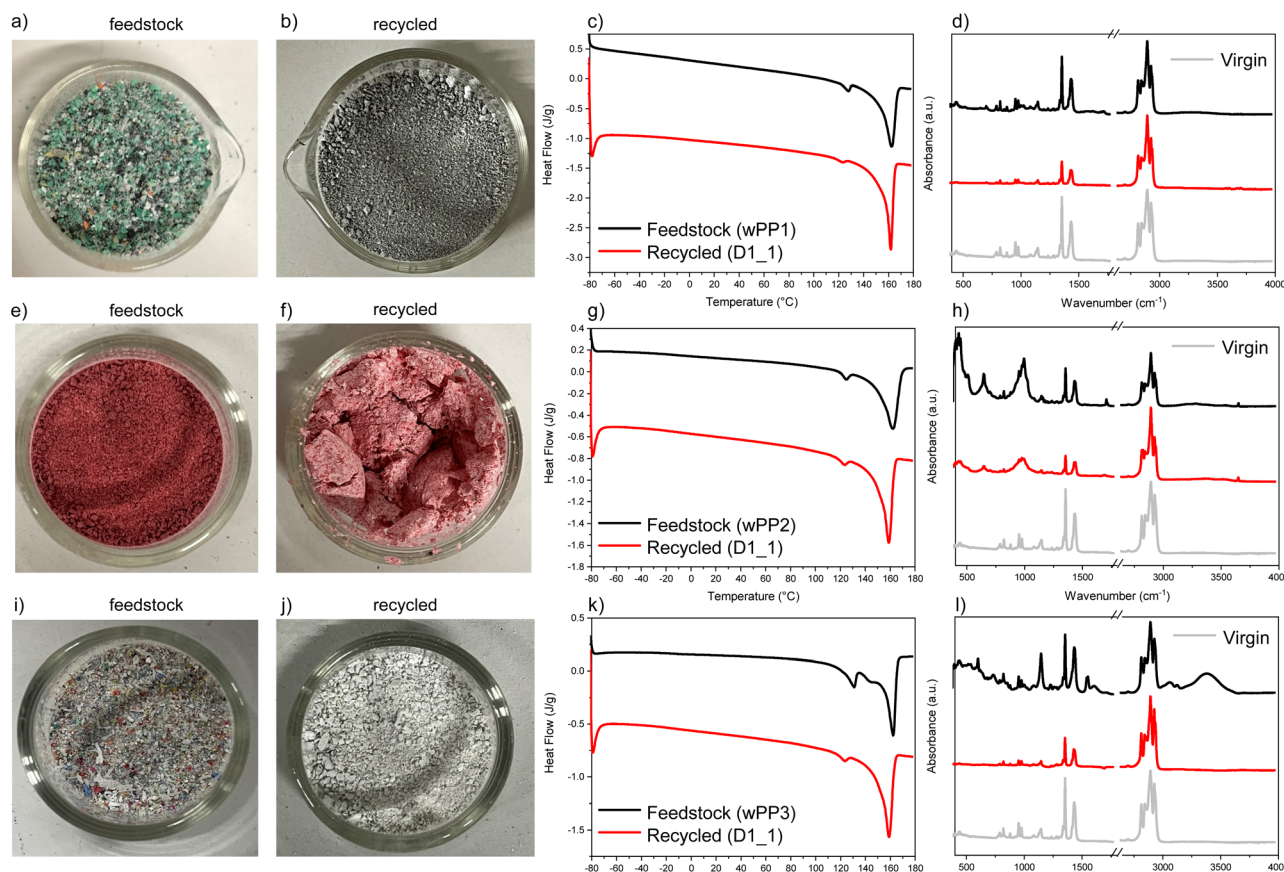 a) feedstock b) recycled c) d)
0.5
0.0
-0.5
-1.0
-1.5
-2.0
-2.5
-3.0
Heat Flow (J/g)
Feedstock (wPP1)
Recycled (D1_1)
-80 -60 -40 -20 0 20 40 60 80 100 120 140 160 180
Temperature (°C)
Absorbance (a.u.)
Virgin
500 1000 1500 2500 3000 3500 4000
Wavenumber (cm⁻¹)
e) feedstock f) recycled g) h)
0.4
0.2
0.0
-0.2
-0.4
-0.6
-0.8
-1.0
-1.2
-1.4
-1.6
-1.8
Heat Flow (J/g)
Feedstock (wPP2)
Recycled (D1_1)
-80 -60 -40 -20 0 20 40 60 80 100 120 140 160 180
Temperature (°C)
Absorbance (a.u.)
Virgin
500 1000 1500 3000 3500 4000
Wavenumber (cm⁻¹)
i) feedstock j) recycled k) l)
0.5
0.0
-0.5
-1.0
-1.5
Heat Flow (J/g)
Feedstock (wPP3)
Recycled (D1_1)
-80 -60 -40 -20 0 20 40 60 80 100 120 140 160 180
Absorbance (a.u.)
Virgin
500 1000 1500 3000 3500 400